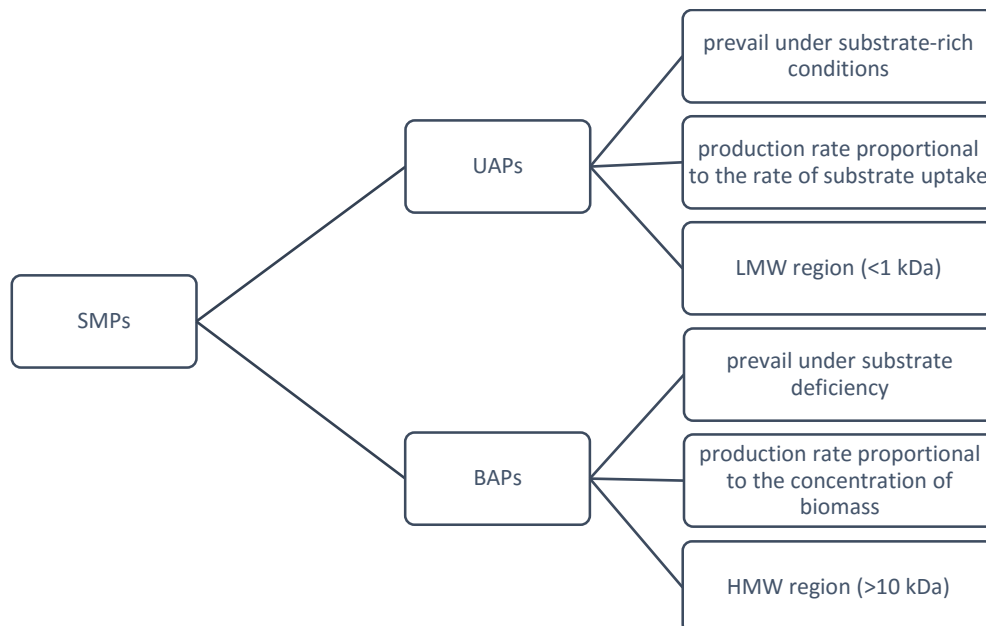 prevail under substrate-rich
conditions
UAPs
production rate proportional
to the rate of substrate uptake
LMW region (<1 kDa)
SMPs
prevail under substrate
deficiency
BAPs
production rate proportional
to the concentration of
biomass
HMW region (>10 kDa)